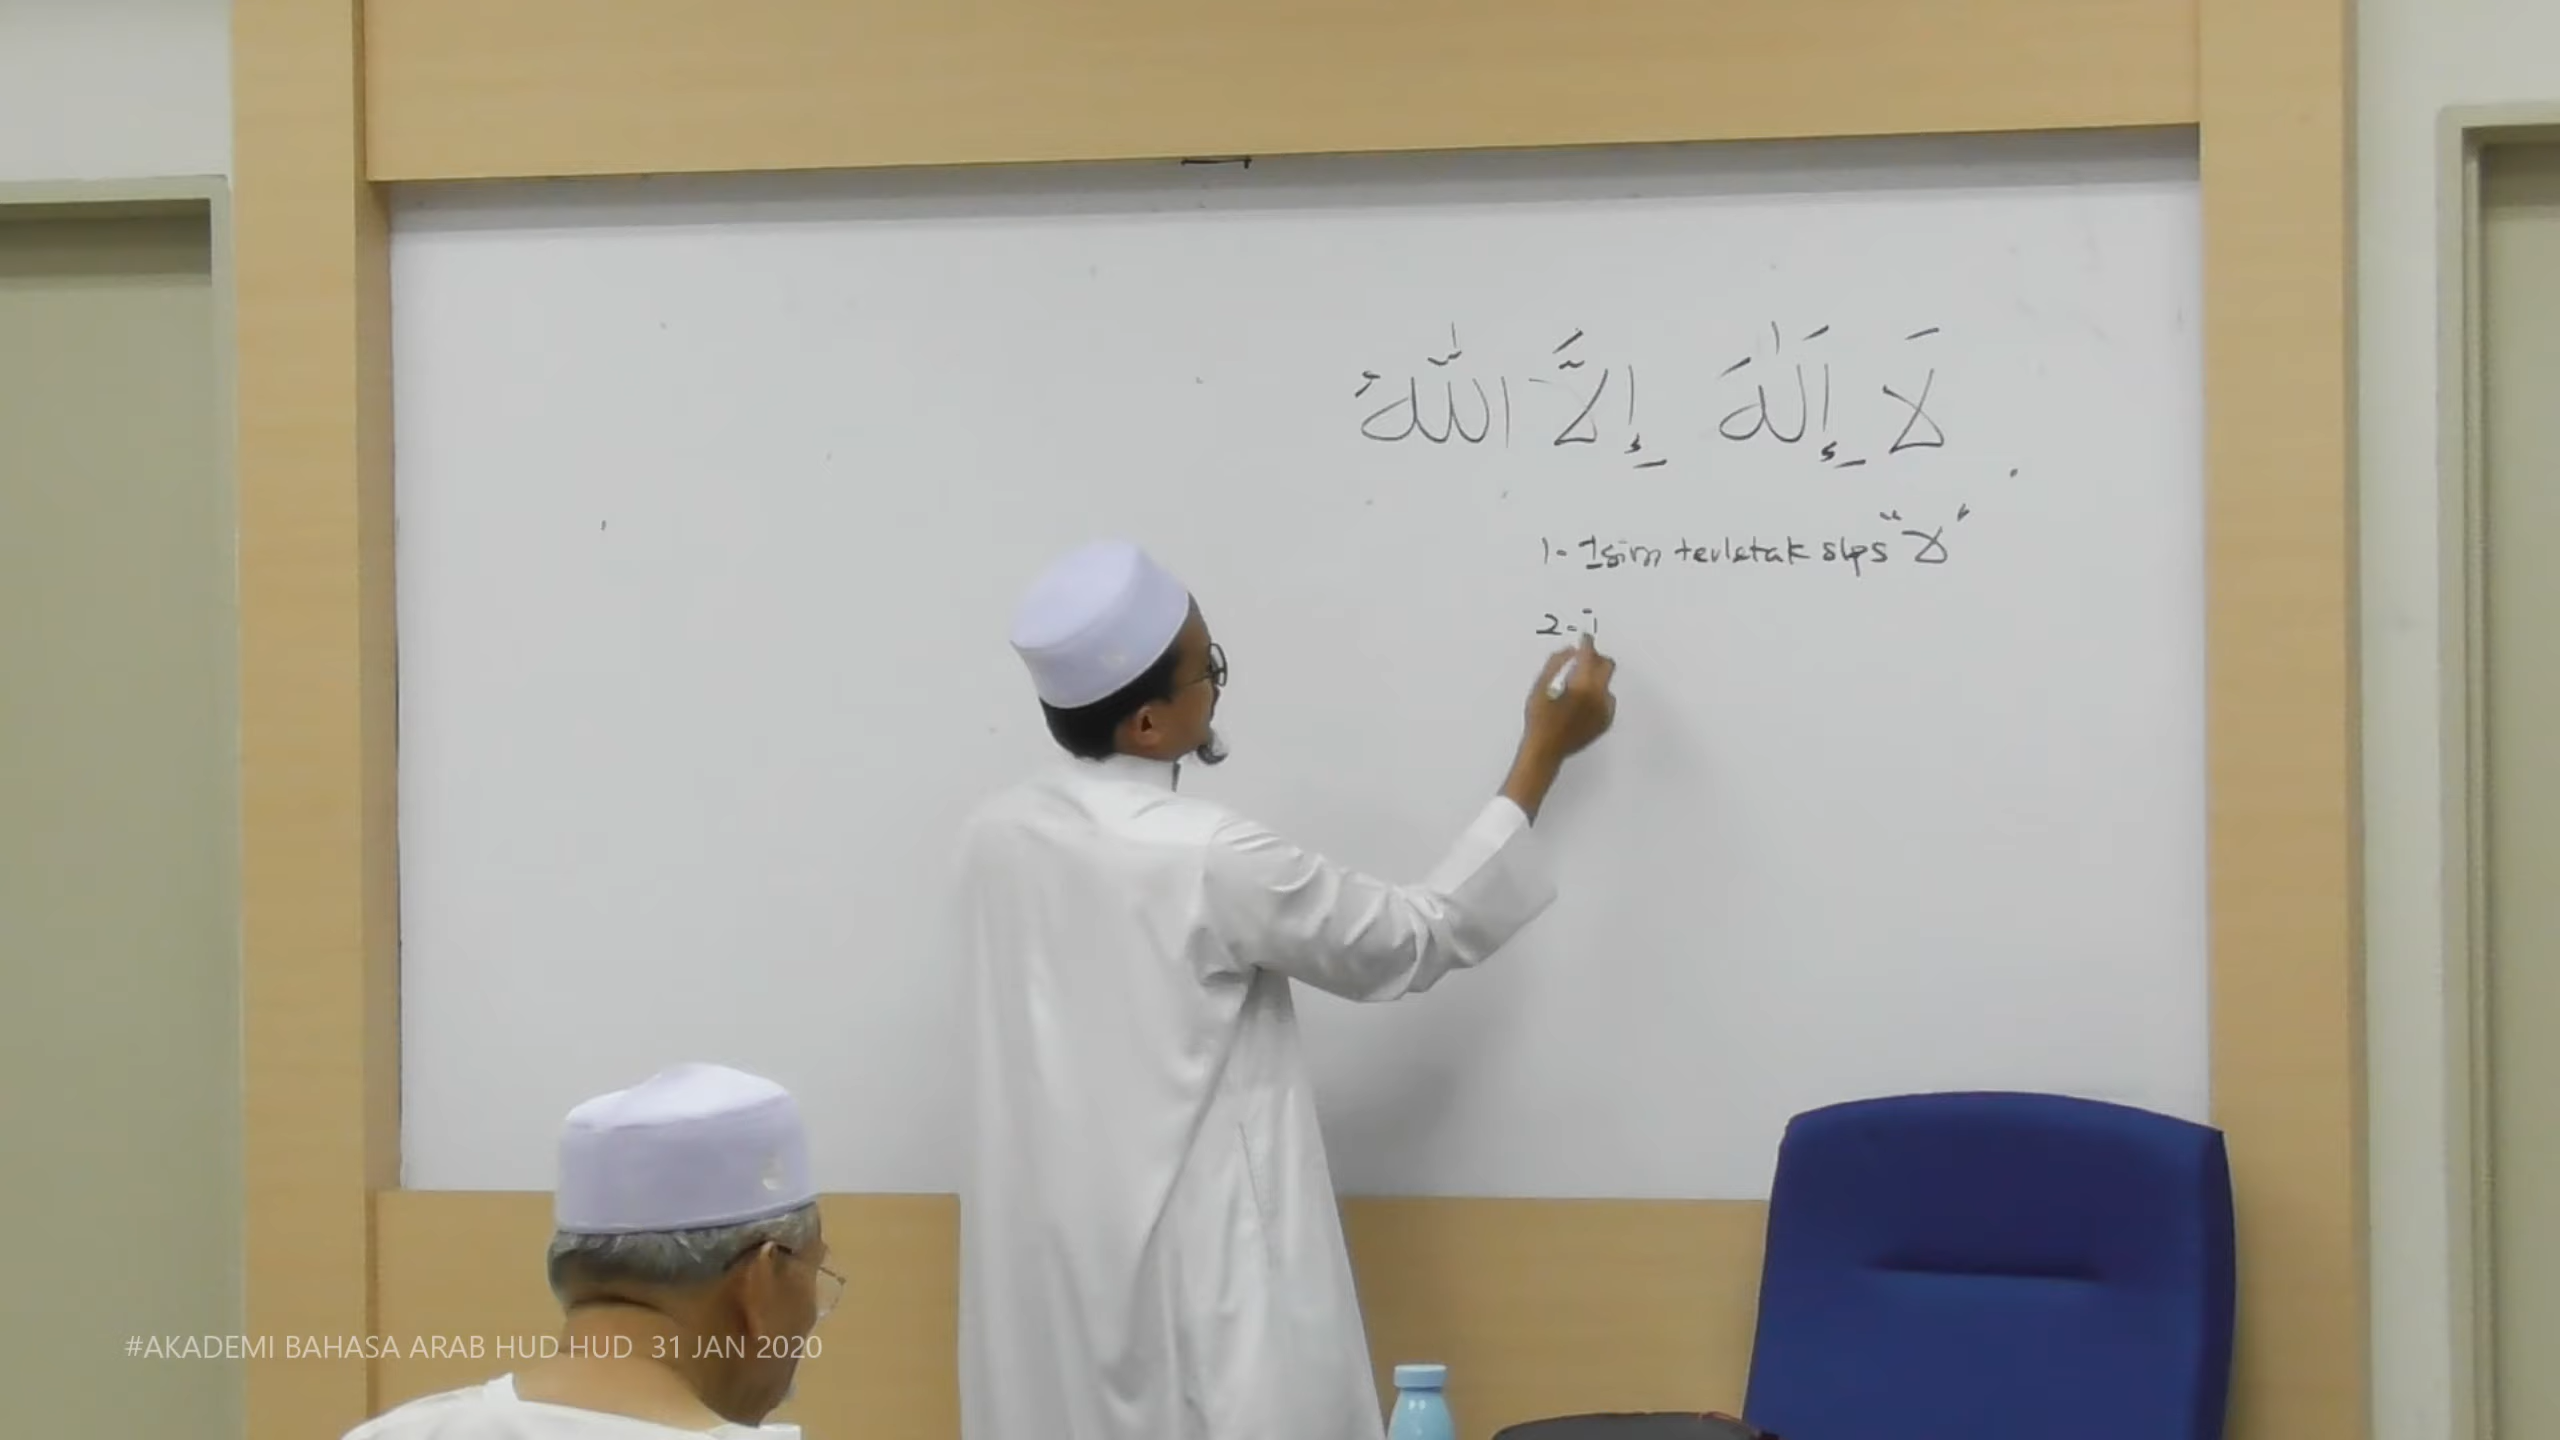 لَا إِلَٰهَ إِلَّا اللّٰهُ
1- Isim terletak slps "لا"
2- i
#AKADEMI BAHASA ARAB HUD HUD 31 JAN 2020